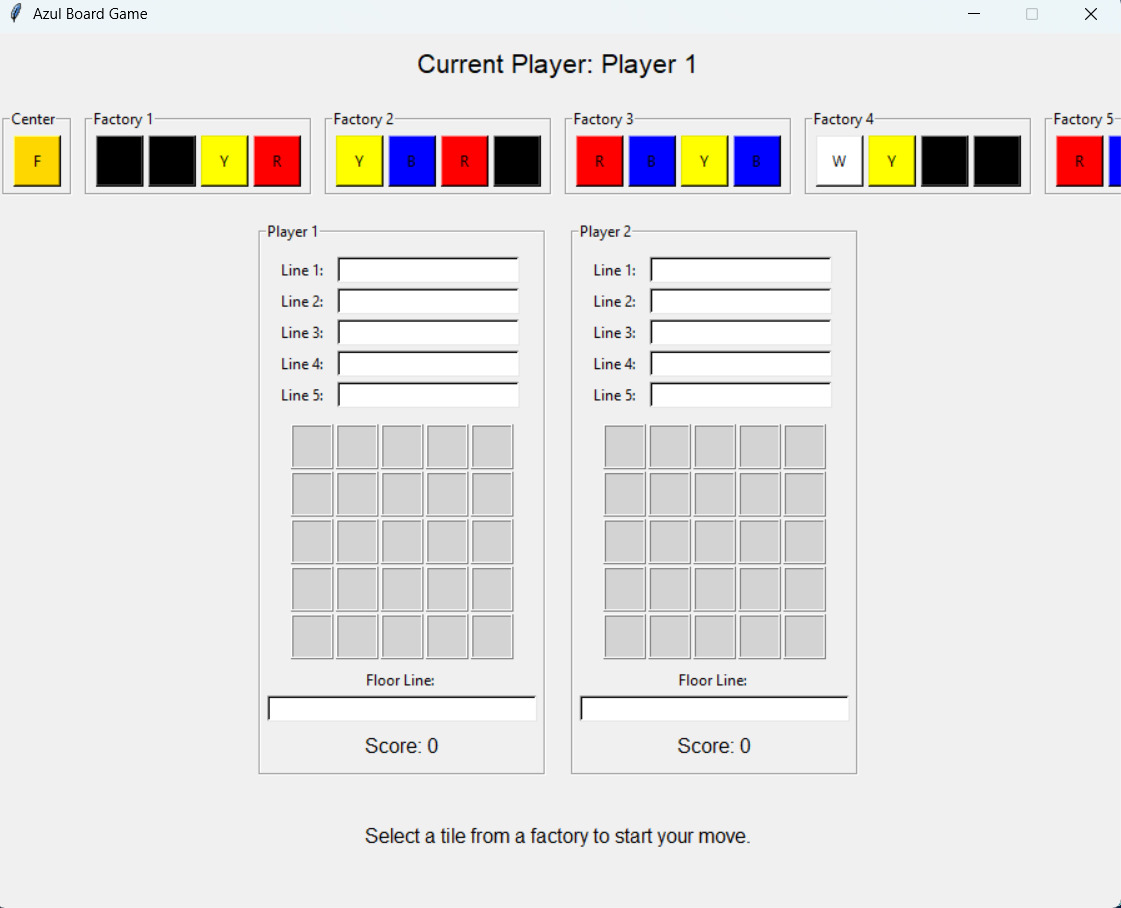 Azul Board Game
Current Player: Player 1
Center Factory 1 Factory 2 Factory 3 Factory 4 Factory 5
F Y R Y B R R B Y B W Y R
Player 1 Player 2
Line 1: Line 1:
Line 2: Line 2:
Line 3: Line 3:
Line 4: Line 4:
Line 5: Line 5:
Floor Line: Floor Line:
Score: 0 Score: 0
Select a tile from a factory to start your move.